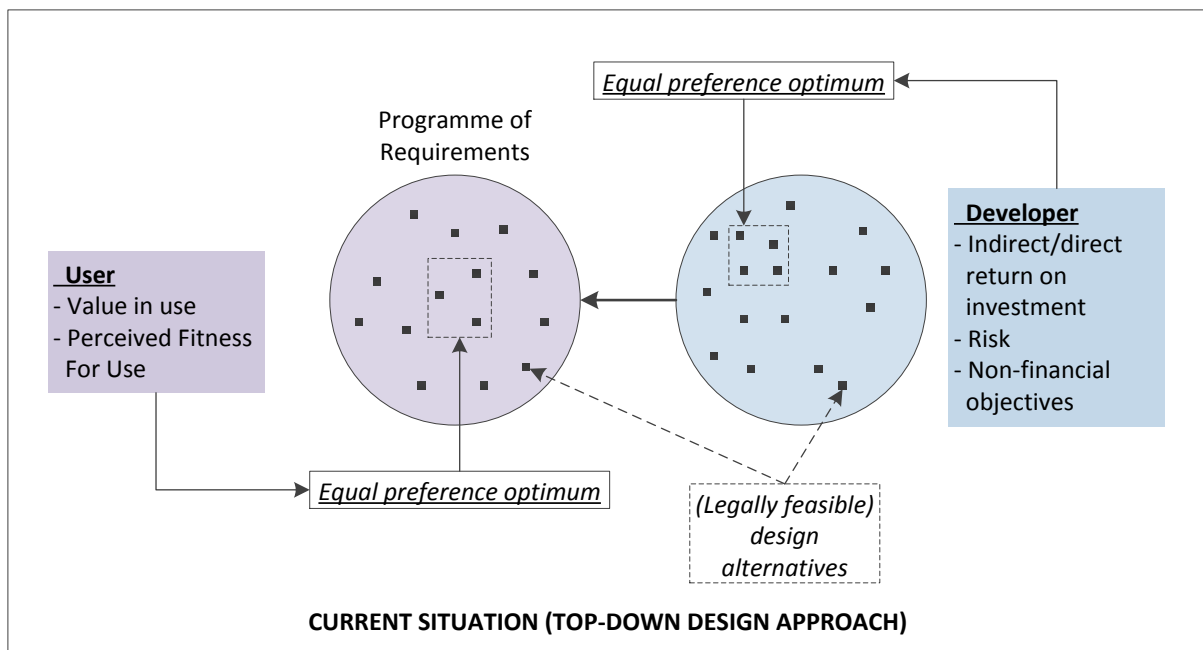 Equal preference optimum
Programme of
Requirements
User
- Value in use
- Perceived Fitness
For Use
Developer
- Indirect/direct
return on
investment
- Risk
- Non-financial
objectives
Equal preference optimum
(Legally feasible)
design
alternatives
CURRENT SITUATION (TOP-DOWN DESIGN APPROACH)